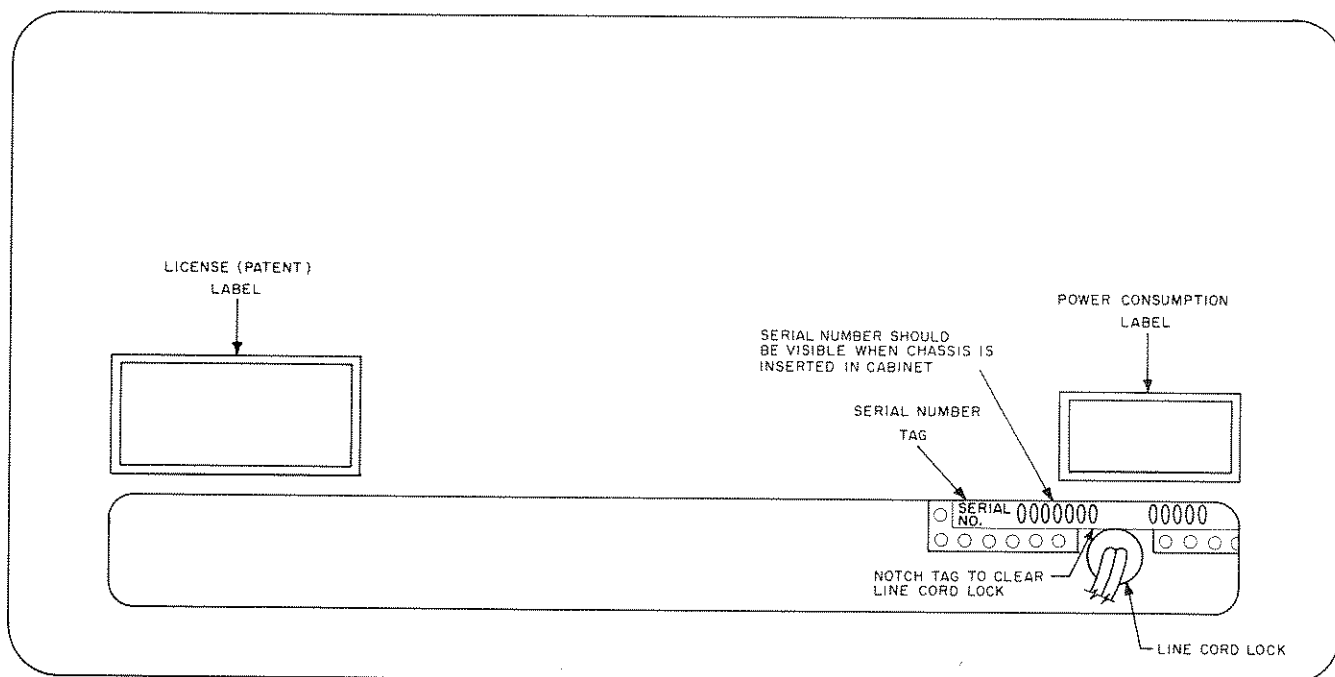 LICENSE (PATENT)
LABEL
POWER CONSUMPTION
LABEL
SERIAL NUMBER SHOULD
BE VISIBLE WHEN CHASSIS IS
INSERTED IN CABINET
SERIAL NUMBER
TAG
SERIAL
NO.
0000000 00000
NOTCH TAG TO CLEAR
LINE CORD LOCK
LINE CORD LOCK